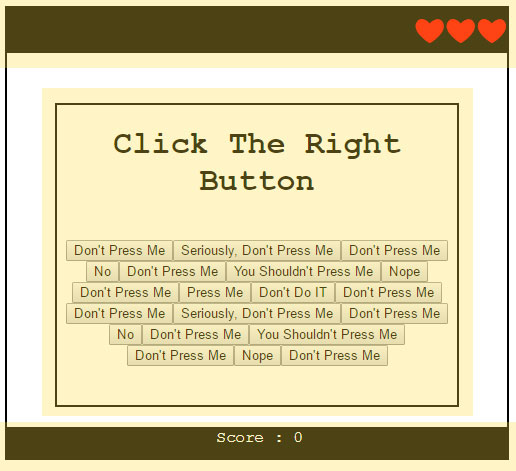 Click The Right
Button
Don't Press Me Seriously, Don't Press Me Don't Press Me
No Don't Press Me You Shouldn't Press Me Nope
Don't Press Me Press Me Don't Do IT Don't Press Me
Don't Press Me Seriously, Don't Press Me Don't Press Me
No Don't Press Me You Shouldn't Press Me
Don't Press Me Nope Don't Press Me
Score : 0